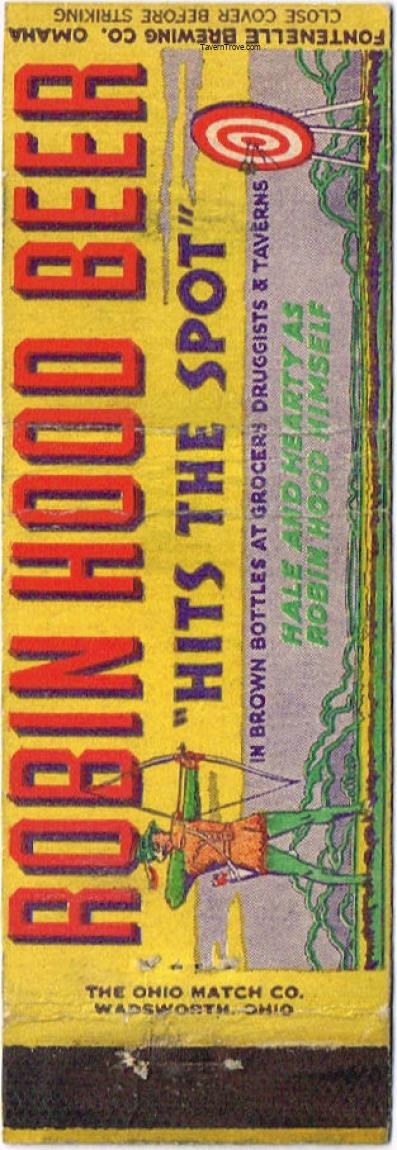 FONTENELLE BREWING CO. OMAHA
CLOSE COVER BEFORE STRIKING
TavernTrove.com
ROBIN HOOD BEER
"HITS THE SPOT"
IN BROWN BOTTLES AT GROCERS DRUGGISTS & TAVERNS
HALE AND HEARTY AS
ROBIN HOOD HIMSELF
THE OHIO MATCH CO.
WADSWORTH, OHIO